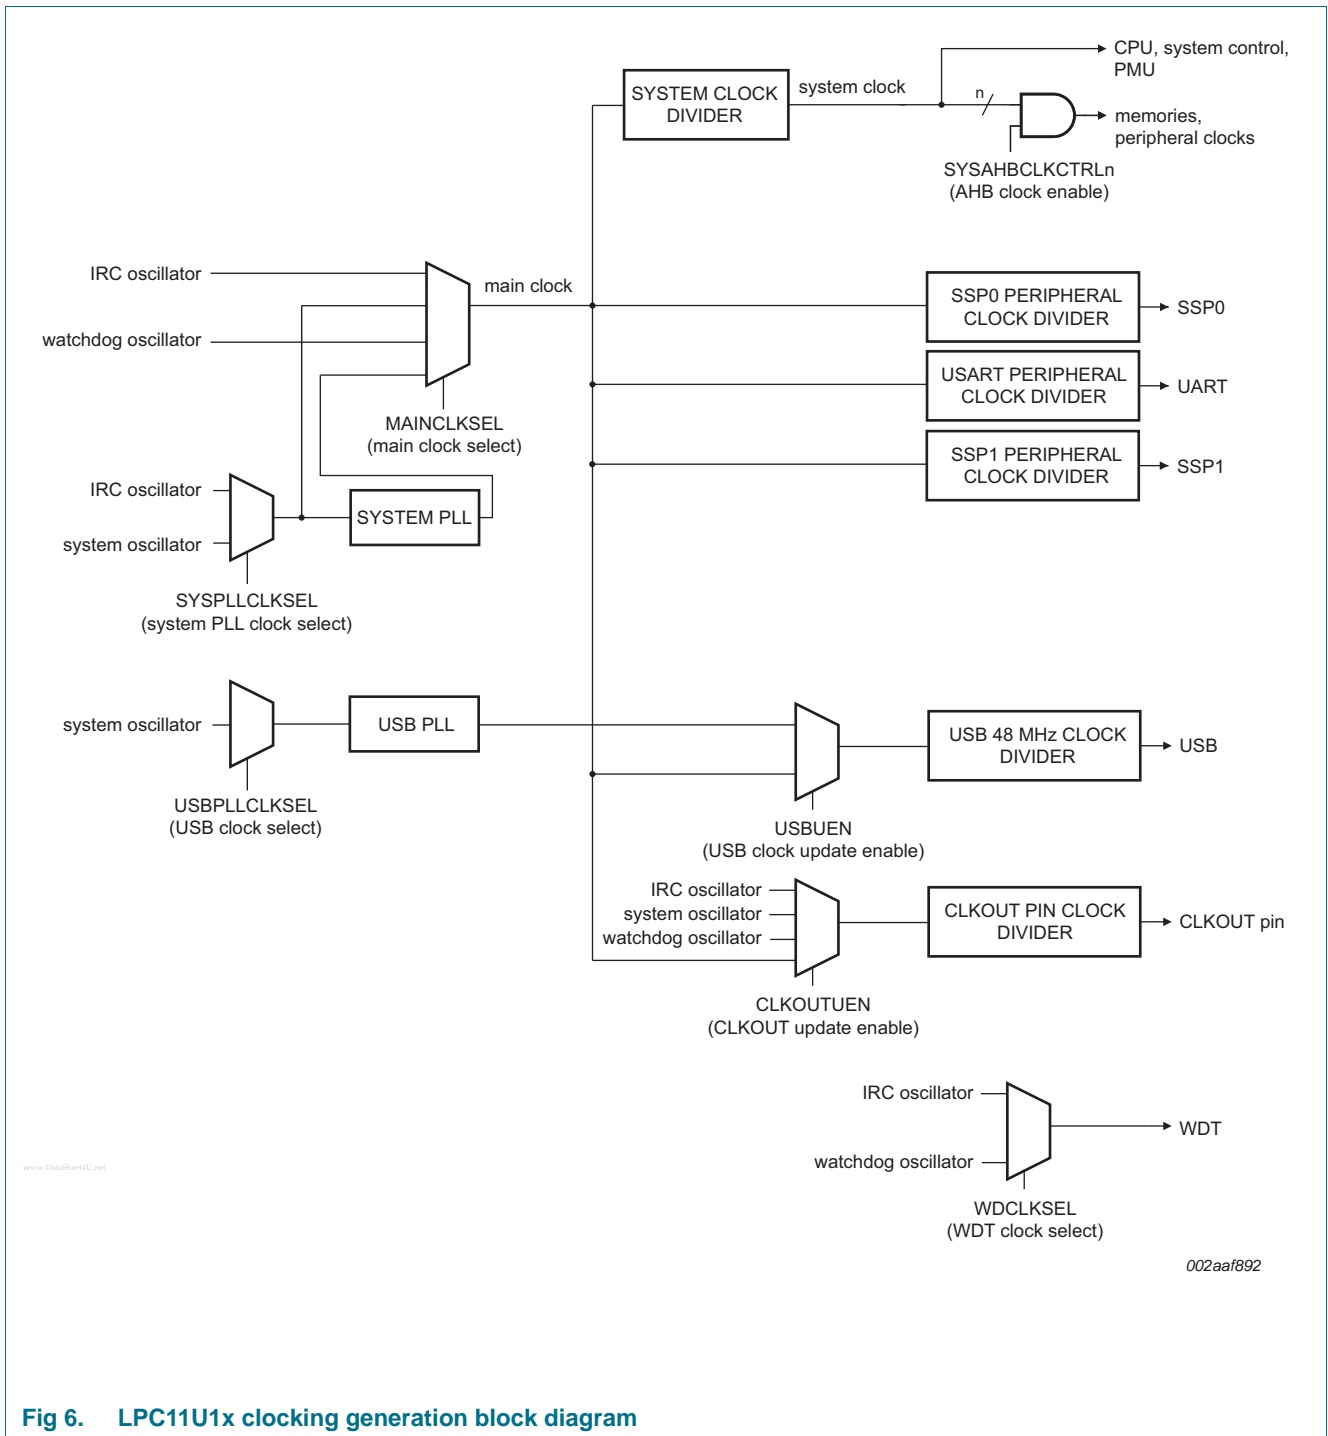 CPU, system control,
PMU
SYSTEM CLOCK
DIVIDER
system clock
n
memories,
peripheral clocks
SYSAHBCLKCTRLn
(AHB clock enable)
IRC oscillator
main clock
watchdog oscillator
SSP0 PERIPHERAL
CLOCK DIVIDER
SSP0
USART PERIPHERAL
CLOCK DIVIDER
UART
MAINCLKSEL
(main clock select)
SSP1 PERIPHERAL
CLOCK DIVIDER
SSP1
IRC oscillator
system oscillator
SYSTEM PLL
SYSPLLCLKSEL
(system PLL clock select)
system oscillator
USB PLL
USBPLLCLKSEL
(USB clock select)
USB 48 MHz CLOCK
DIVIDER
USB
USBUEN
(USB clock update enable)
IRC oscillator
system oscillator
watchdog oscillator
CLKOUT PIN CLOCK
DIVIDER
CLKOUT pin
CLKOUTUEN
(CLKOUT update enable)
IRC oscillator
watchdog oscillator
WDT
WDCLKSEL
(WDT clock select)
www.DataSheet4U.net
002aaf892
Fig 6. LPC11U1x clocking generation block diagram